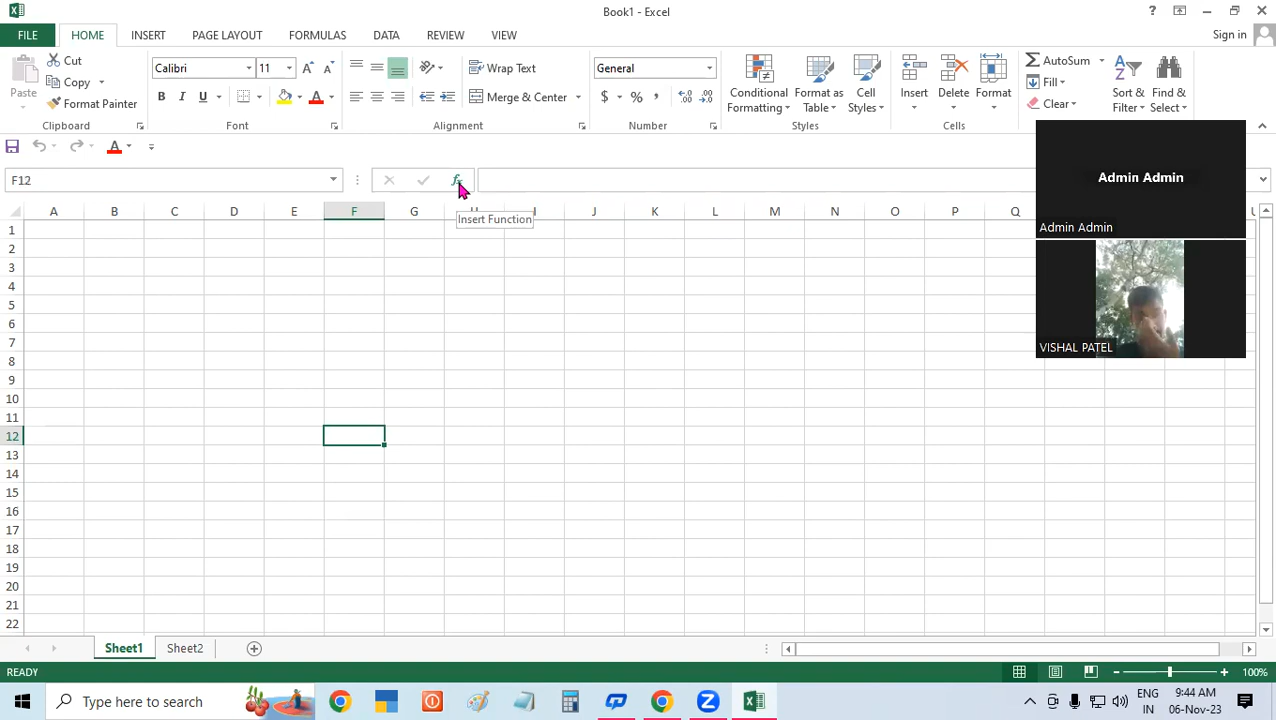 Book1 - Excel
?
FILE HOME INSERT PAGE LAYOUT FORMULAS DATA REVIEW VIEW Sign in
Cut
Copy
Format Painter
Paste
Clipboard
Calibri 11
B I U
Font
Wrap Text
Merge & Center
Alignment
General
$ % ,
Number
Conditional Formatting
Format as Table
Cell Styles
Styles
Insert Delete Format
Cells
AutoSum
Fill
Clear
Sort & Filter
Find & Select
F12
fx
Insert Function
A B C D E F G H I J K L M N O P Q U
1
2
3
4
5
6
7
8
9
10
11
12
13
14
15
16
17
18
19
20
21
22
Admin Admin
Admin Admin
VISHAL PATEL
Sheet1 Sheet2
READY 100%
Type here to search
ENG
IN
9:44 AM
06-Nov-23